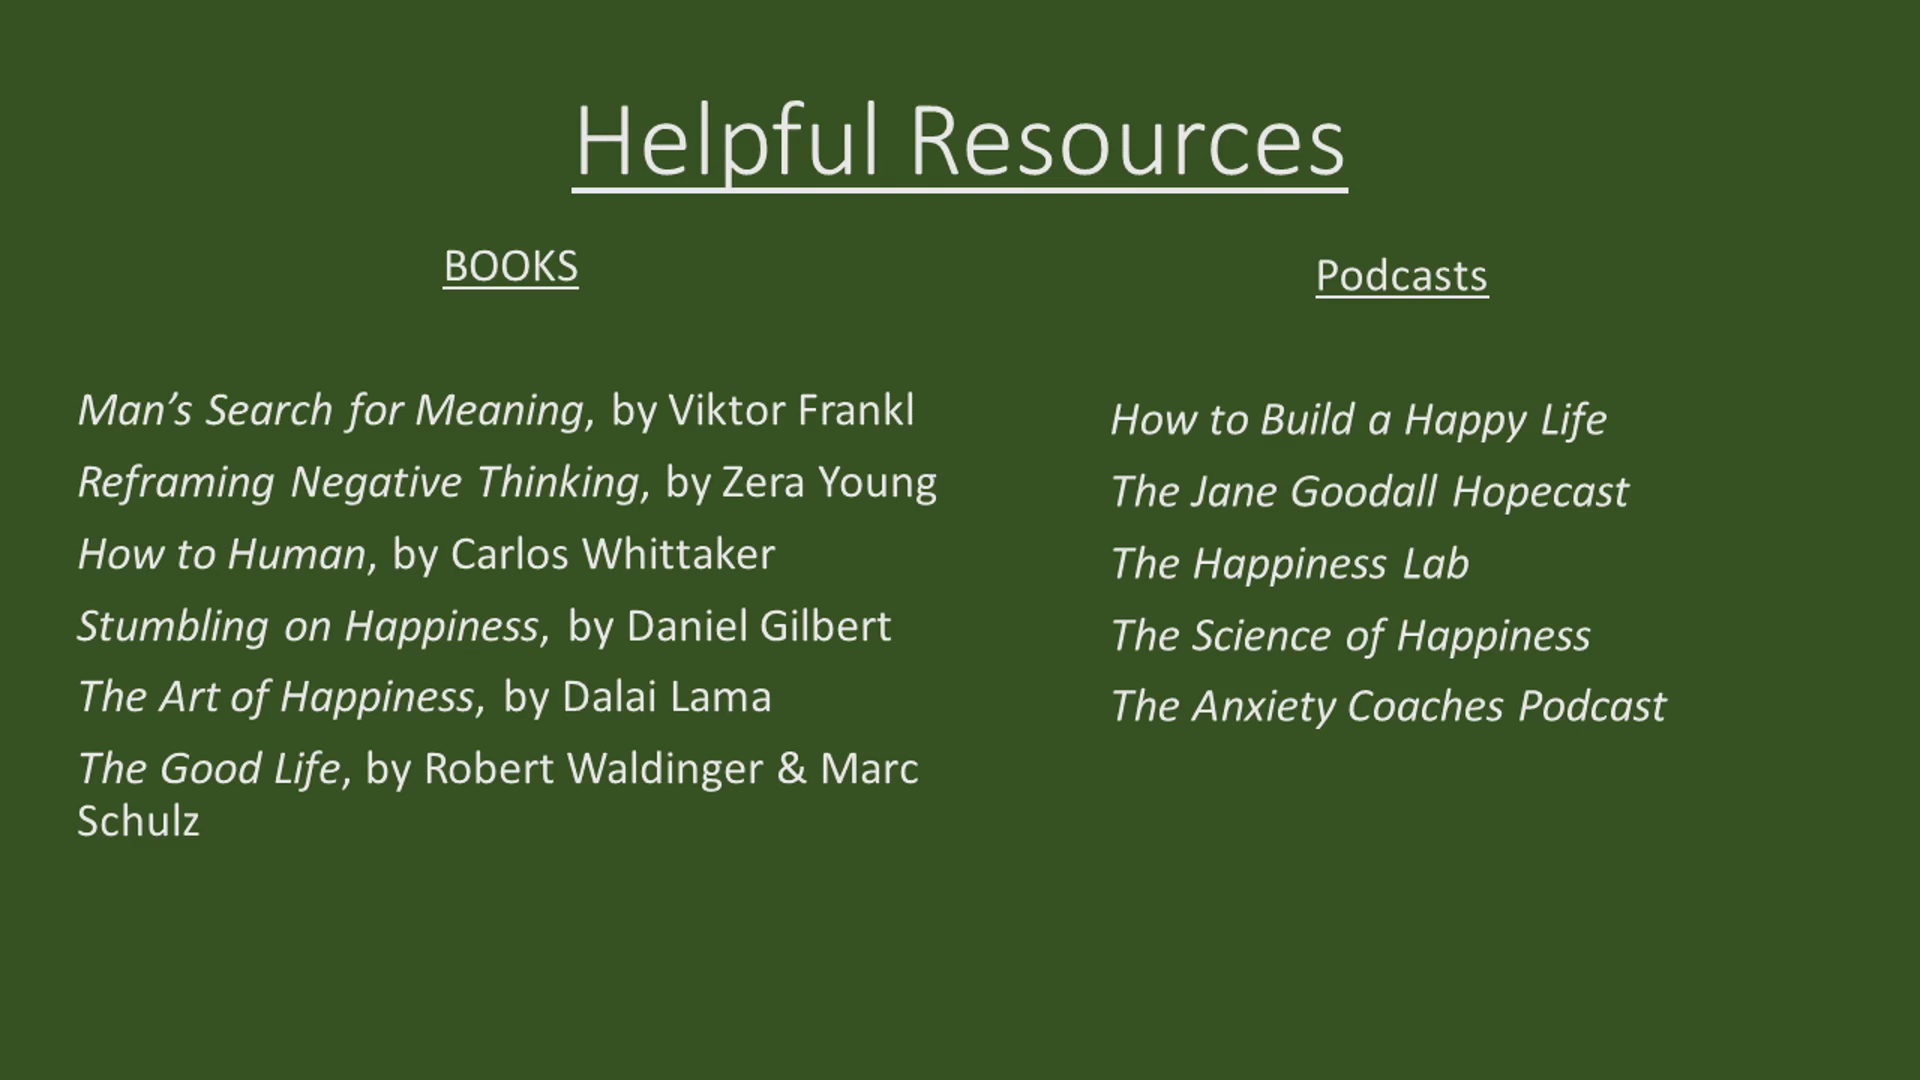 Helpful Resources
BOOKS
Man’s Search for Meaning, by Viktor Frankl
Reframing Negative Thinking, by Zera Young
How to Human, by Carlos Whittaker
Stumbling on Happiness, by Daniel Gilbert
The Art of Happiness, by Dalai Lama
The Good Life, by Robert Waldinger & Marc
Schulz
Podcasts
How to Build a Happy Life
The Jane Goodall Hopecast
The Happiness Lab
The Science of Happiness
The Anxiety Coaches Podcast